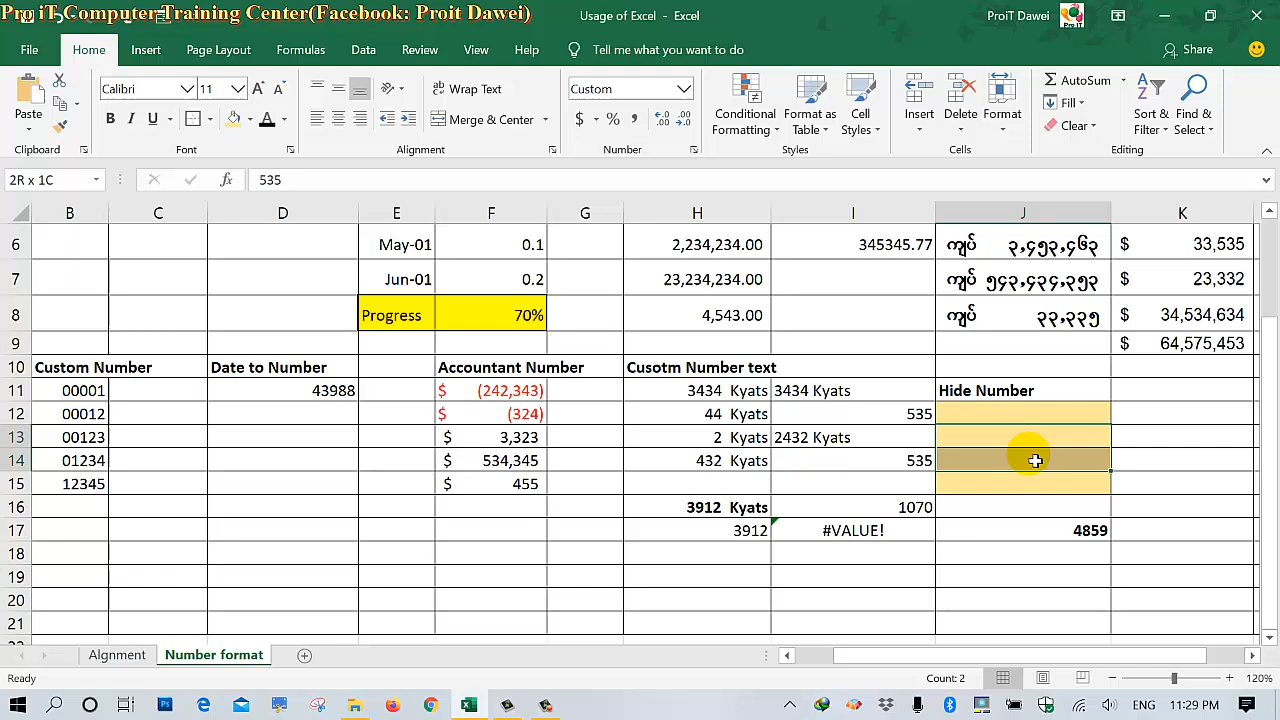 Pro iT Computer Training Center(Facebook: Proit Dawei)
Usage of Excel - Excel
ProiT Dawei
File Home Insert Page Layout Formulas Data Review View Help Tell me what you want to do Share
Paste
Clipboard
Calibri 11
B I U
Font
Wrap Text
Merge & Center
Alignment
Custom
$ % ,
Number
Conditional Formatting
Format as Table
Cell Styles
Styles
Insert Delete Format
Cells
AutoSum
Fill
Clear
Sort & Filter
Find & Select
Editing
2R x 1C fx 535
B C D E F G H I J K
6 May-01 0.1 2,234,234.00 345345.77 ကျပ် ၃,၄၅၃,၄၆၃ $ 33,535
7 Jun-01 0.2 23,234,234.00 ကျပ် ၅၄၃,၄၃၄,၃၅၃ $ 23,332
8 Progress 70% 4,543.00 ကျပ် ၃၃,၃၃၅ $ 34,534,634
9 $ 64,575,453
10 Custom Number Date to Number Accountant Number Cusotm Number text
11 00001 43988 $ (242,343) 3434 Kyats 3434 Kyats Hide Number
12 00012 $ (324) 44 Kyats 535
13 00123 $ 3,323 2 Kyats 2432 Kyats
14 01234 $ 534,345 432 Kyats 535
15 12345 $ 455
16 3912 Kyats 1070
17 3912 #VALUE! 4859
18
19
20
21
Algnment Number format
Ready Count: 2 120%
ENG 11:29 PM